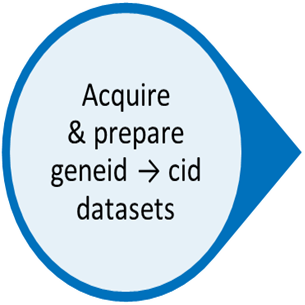 Acquire
& prepare
geneid → cid
datasets